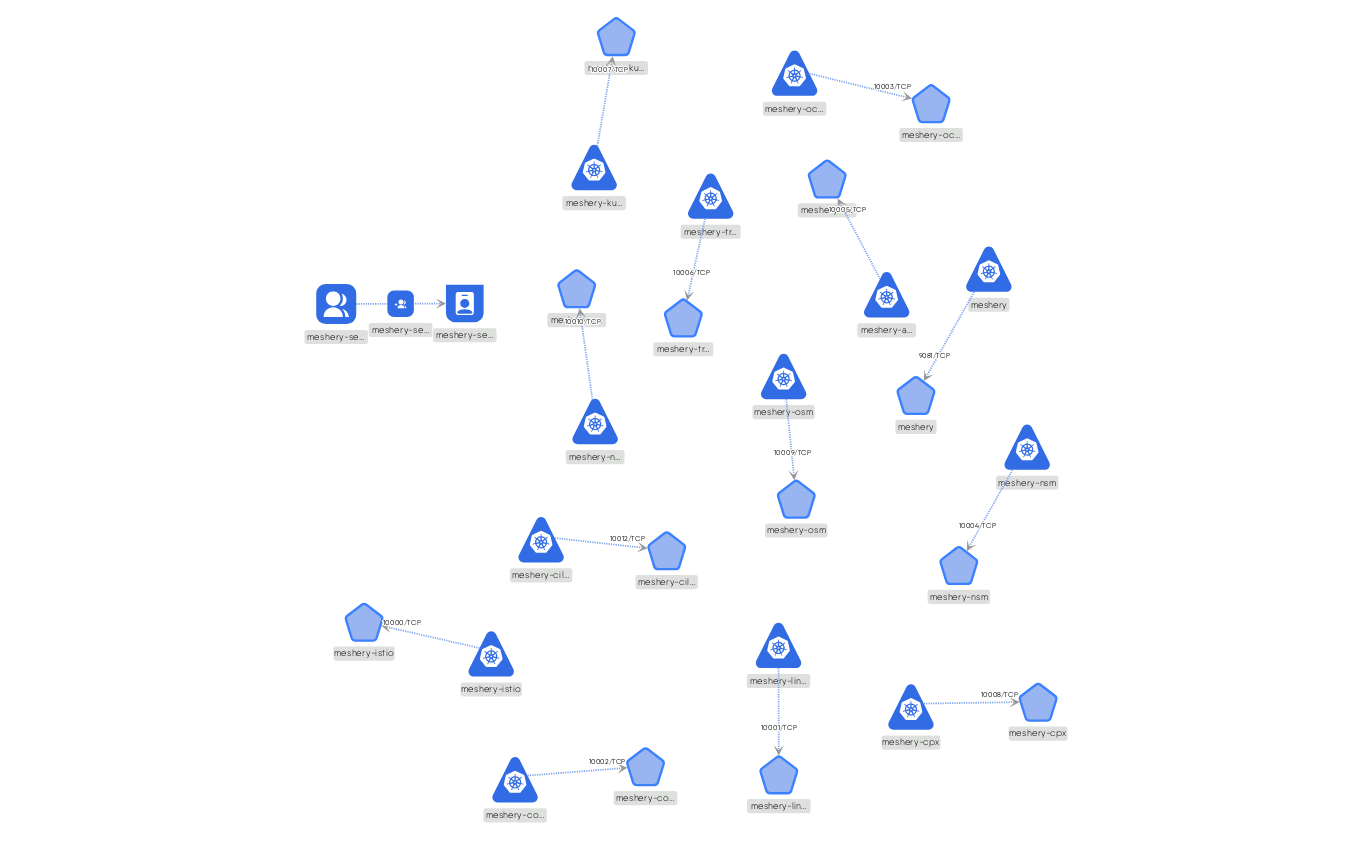 10007/TCP
ku...
10003/TCP
meshery-oc...
meshery-oc...
meshery-ku...
10005/TCP
meshery-tr...
10006/TCP
meshery
meshery-se...
meshery-se...
meshery-se...
10010/TCP
meshery-a...
meshery-tr...
9081/TCP
meshery-osm
meshery
meshery-n...
10009/TCP
meshery-nsm
10004/TCP
meshery-osm
10012/TCP
meshery-cil...
meshery-cil...
meshery-nsm
10000/TCP
meshery-istio
meshery-istio
meshery-lin...
10008/TCP
10001/TCP
meshery-cpx
meshery-cpx
10002/TCP
meshery-co...
meshery-lin...
meshery-co...